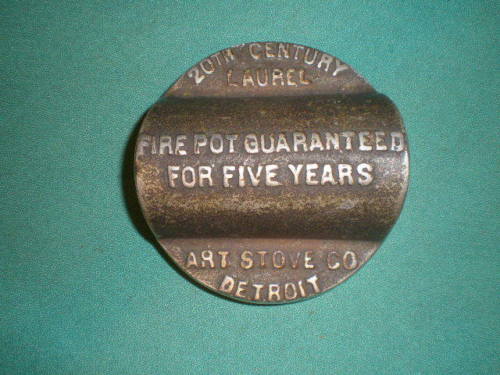 20TH CENTURY
LAUREL
FIRE POT GUARANTEED
FOR FIVE YEARS
ART STOVE CO
DETROIT